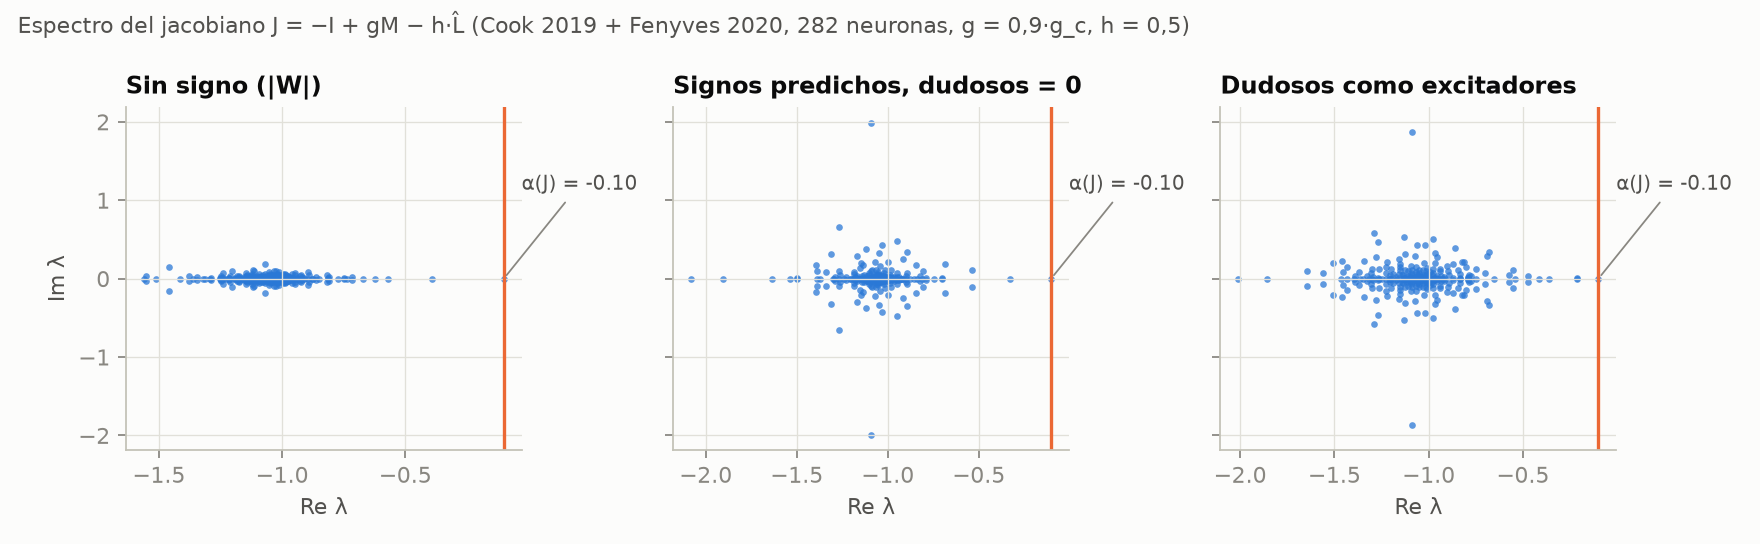 Espectro del jacobiano J = −I + gM − h·L̂ (Cook 2019 + Fenyves 2020, 282 neuronas, g = 0,9·g_c, h = 0,5)
Sin signo (|W|)
Signos predichos, dudosos = 0
Dudosos como excitadores
2
1
0
−1
−2
Im λ
α(J) = -0.10
α(J) = -0.10
α(J) = -0.10
−1.5 −1.0 −0.5
−2.0 −1.5 −1.0 −0.5
−2.0 −1.5 −1.0 −0.5
Re λ
Re λ
Re λ